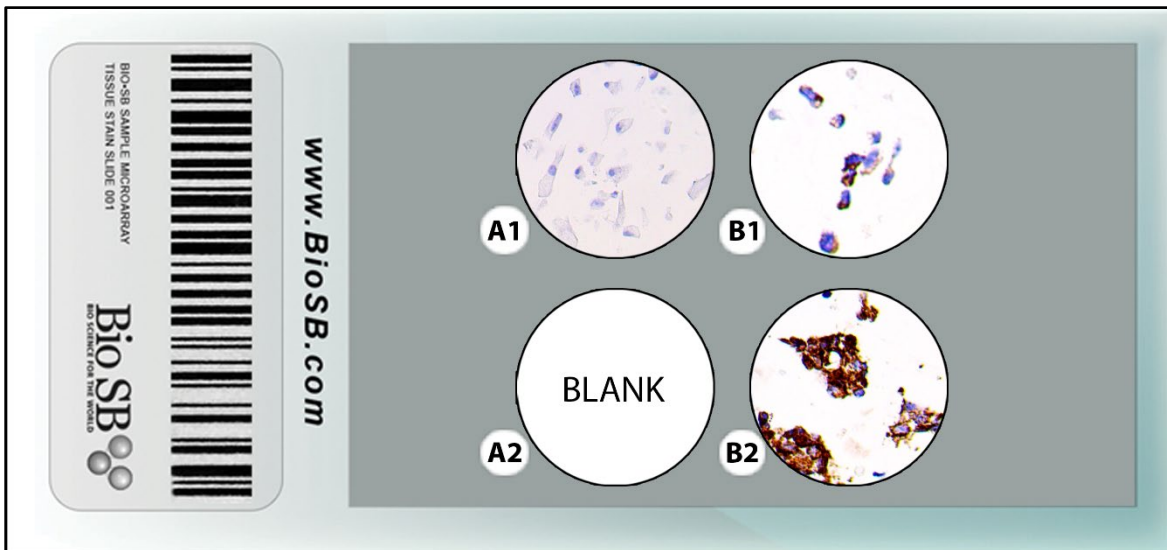 BIO•SB SAMPLE MICROARRAY
TISSUE STAIN SLIDE 001
Bio SB
BIO SCIENCE FOR THE WORLD
www.BioSB.com
A1
B1
BLANK
A2
B2